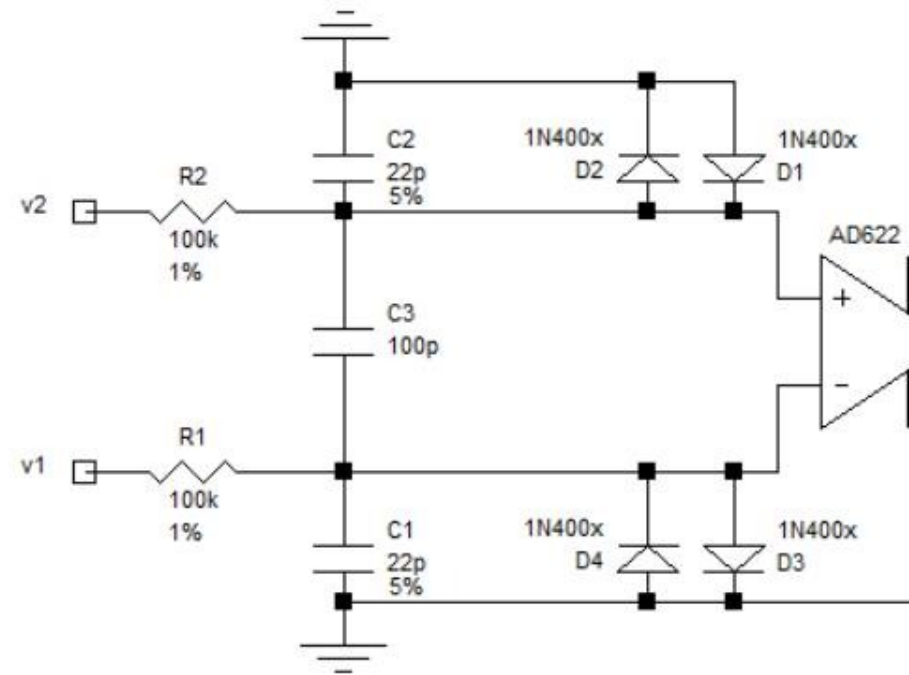 C2
22p
5%
1N400x
D2
1N400x
D1
R2
v2
100k
1%
AD622
+
C3
100p
−
R1
v1
100k
1%
C1
22p
5%
1N400x
D4
1N400x
D3